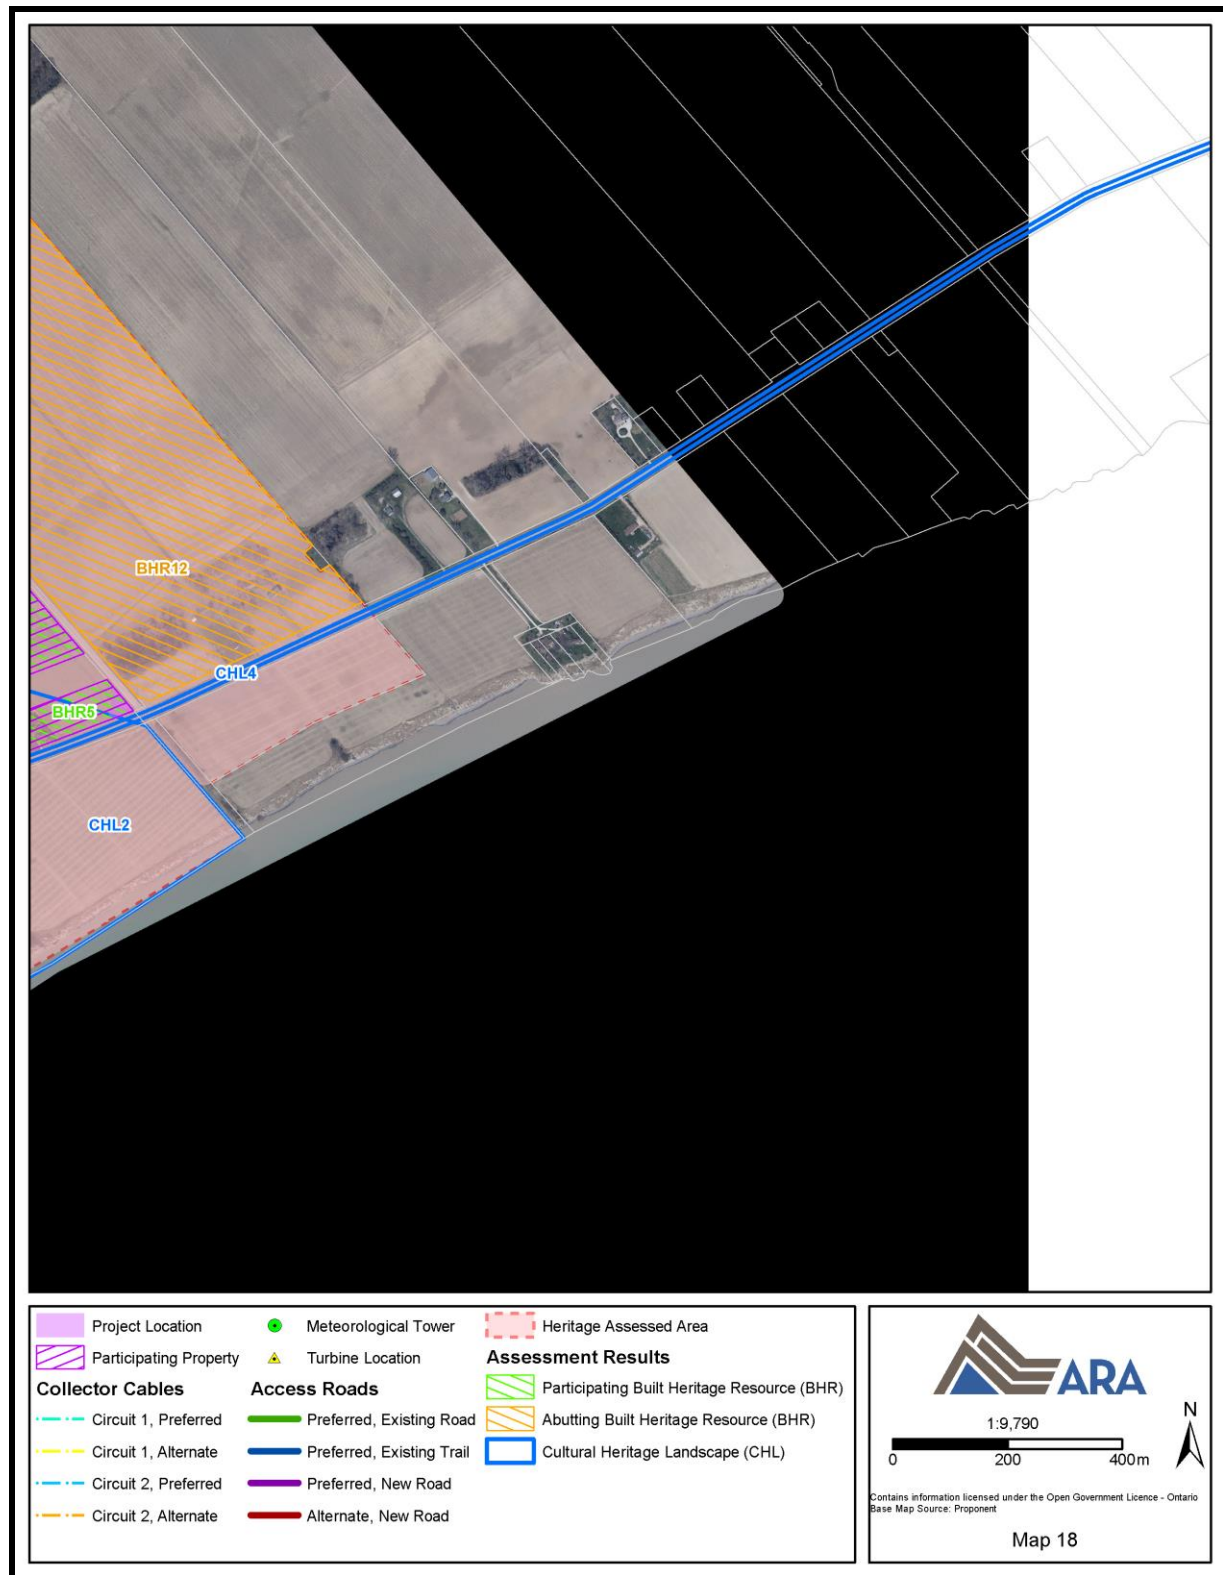 BHR12
CHL4
BHR5
CHL2
Project Location
Participating Property
Collector Cables
Circuit 1, Preferred
Circuit 1, Alternate
Circuit 2, Preferred
Circuit 2, Alternate
Meteorological Tower
Turbine Location
Access Roads
Preferred, Existing Road
Preferred, Existing Trail
Preferred, New Road
Alternate, New Road
Heritage Assessed Area
Assessment Results
Participating Built Heritage Resource (BHR)
Abutting Built Heritage Resource (BHR)
Cultural Heritage Landscape (CHL)
ARA
N
1:9,790
0 200 400m
Contains information licensed under the Open Government Licence - Ontario
Base Map Source: Proponent
Map 18